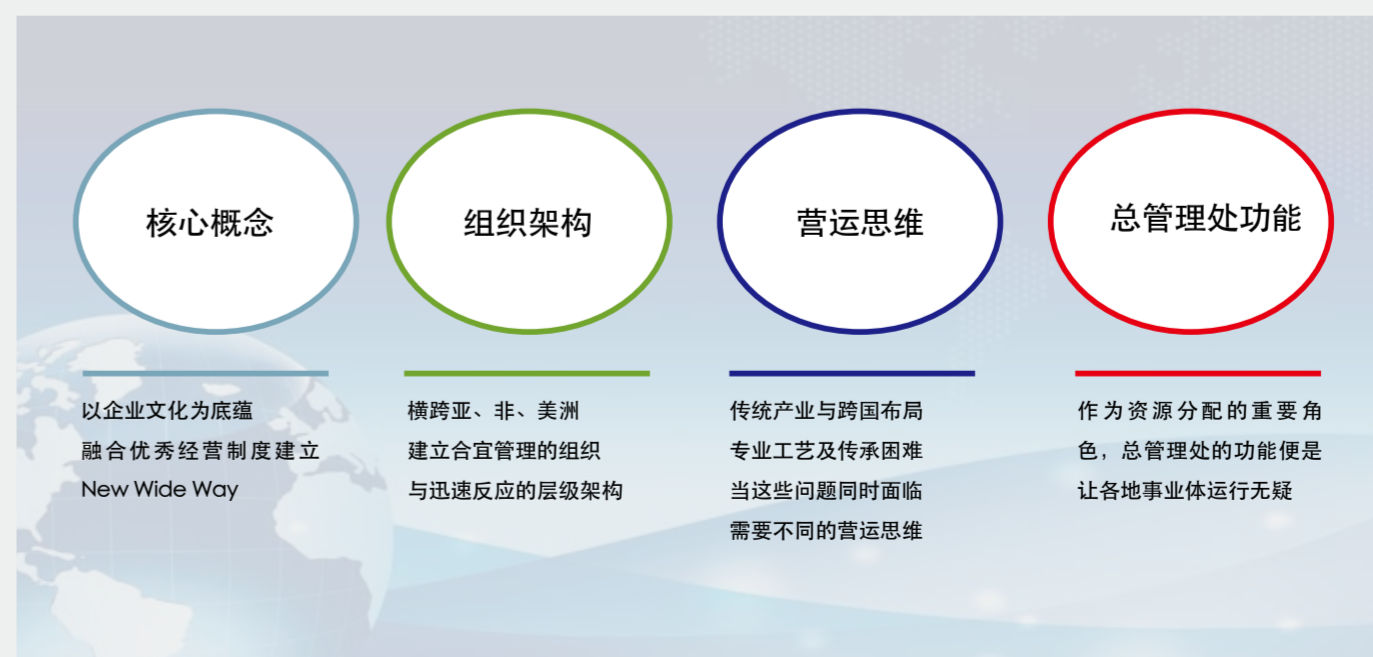 核心概念
以企业文化为底蕴
融合优秀经营制度建立
New Wide Way
组织架构
横跨亚、非、美洲
建立合宜管理的组织
与迅速反应的层级架构
营运思维
传统产业与跨国布局
专业工艺及传承困难
当这些问题同时面临
需要不同的营运思维
总管理处功能
作为资源分配的重要角
色，总管理处的功能便是
让各地事业体运行无疑